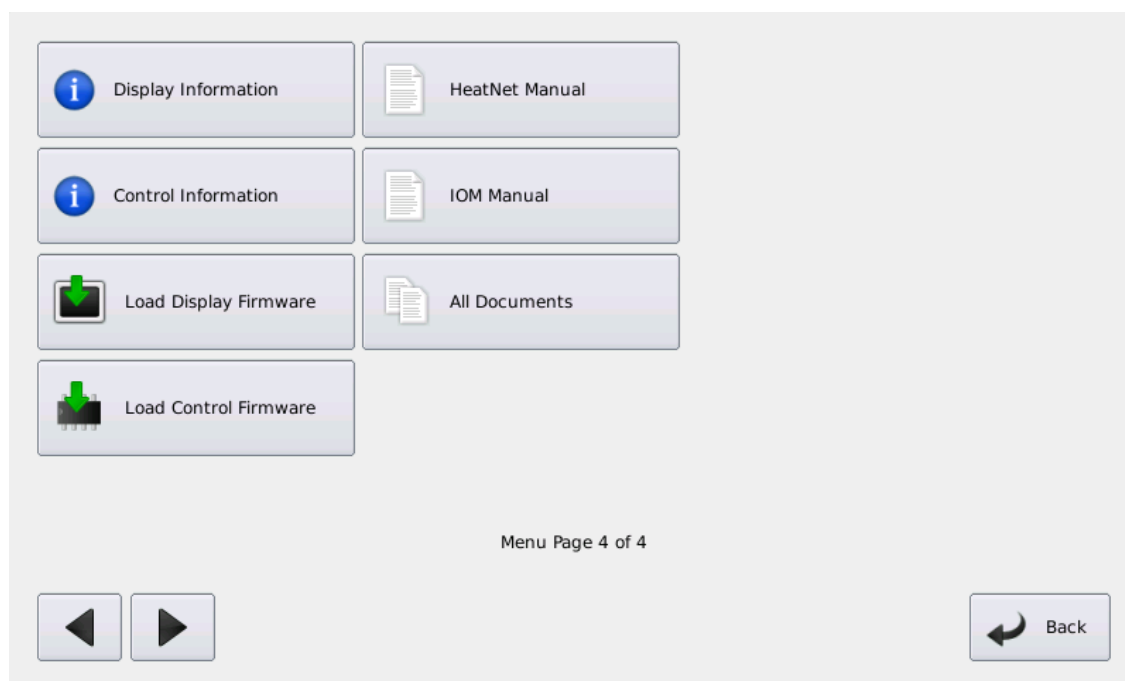 Display Information
HeatNet Manual
Control Information
IOM Manual
Load Display Firmware
All Documents
Load Control Firmware
Menu Page 4 of 4
Back